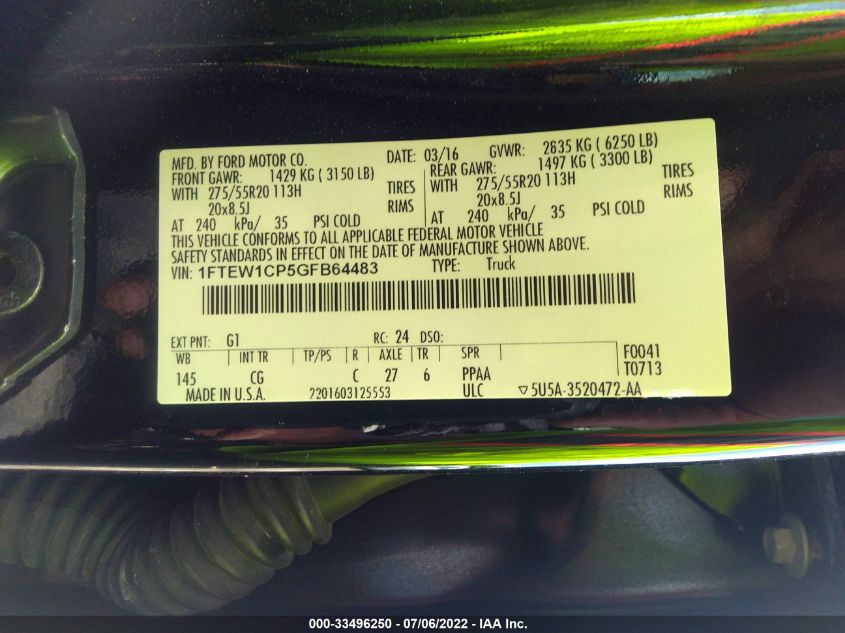 MFD. BY FORD MOTOR CO. DATE: 03/16 GVWR: 2835 KG ( 6250 LB)
FRONT GAWR: 1429 KG ( 3150 LB) REAR GAWR: 1497 KG ( 3300 LB)
WITH 275/55R20 113H TIRES WITH 275/55R20 113H TIRES
20x8.5J RIMS 20x8.5J RIMS
AT 240 kPa/ 35 PSI COLD AT 240 kPa/ 35 PSI COLD
THIS VEHICLE CONFORMS TO ALL APPLICABLE FEDERAL MOTOR VEHICLE
SAFETY STANDARDS IN EFFECT ON THE DATE OF MANUFACTURE SHOWN ABOVE.
VIN: 1FTEW1CP5GFB64483 TYPE: Truck
EXT PNT: G1 RC: 24 DSO:
WB INT TR TP/PS R AXLE TR SPR F0041
145 CG C 27 6 PPAA T0713
MADE IN U.S.A. 2201603125553 ULC ▽5U5A-3520472-AA
000-33496250 - 07/06/2022 - IAA Inc.